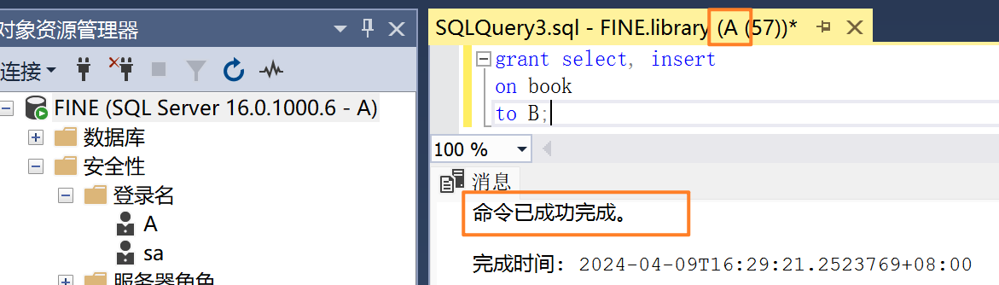 对象资源管理器
连接
FINE (SQL Server 16.0.1000.6 - A)
数据库
安全性
登录名
A
sa
服务器角色
SQLQuery3.sql - FINE.library (A (57))*
grant select, insert
on book
to B;
100 %
消息
命令已成功完成。
完成时间: 2024-04-09T16:29:21.2523769+08:00